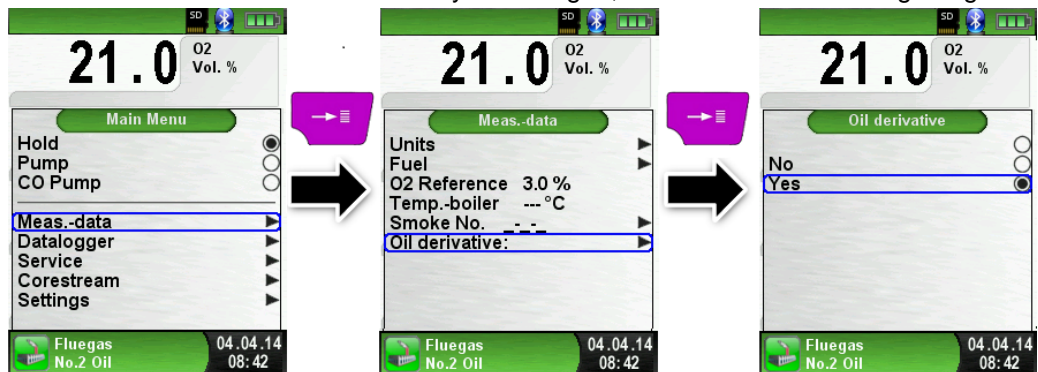 SD
21.0 O2 Vol. %
Main Menu
Hold
Pump
CO Pump
Meas.-data
Datalogger
Service
Corestream
Settings
Fluegas 04.04.14
No.2 Oil 08:42
SD
21.0 O2 Vol. %
Meas.-data
Units
Fuel
O2 Reference 3.0 %
Temp.-boiler --- °C
Smoke No. _-_-_
Oil derivative:
Fluegas 04.04.14
No.2 Oil 08:42
SD
21.0 O2 Vol. %
Oil derivative
No
Yes
Fluegas 04.04.14
No.2 Oil 08:42